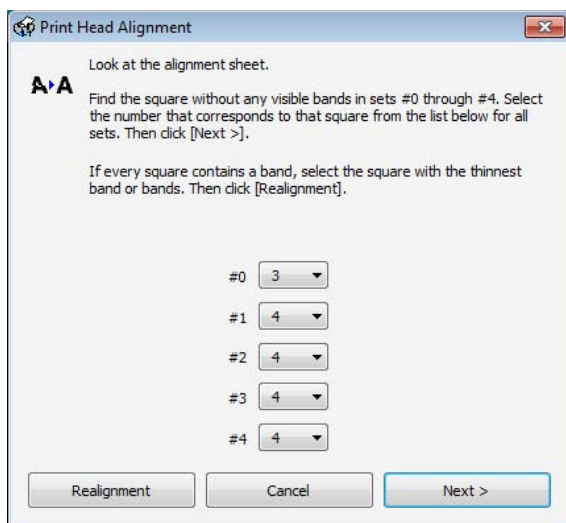 Print Head Alignment
Look at the alignment sheet.
A A
Find the square without any visible bands in sets #0 through #4. Select
the number that corresponds to that square from the list below for all
sets. Then click [Next >].
If every square contains a band, select the square with the thinnest
band or bands. Then click [Realignment].
#0 3
#1 4
#2 4
#3 4
#4 4
Realignment Cancel Next >